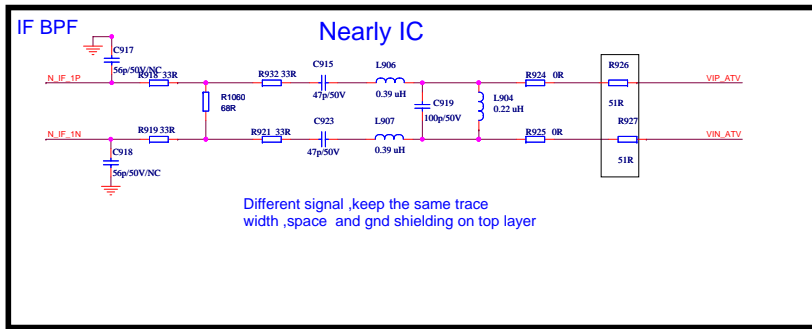 IF BPF
Nearly IC
C917
56p/50V/NC
N_IF_1P
R918 33R
R932 33R
C915
47p/50V
L906
0.39 uH
R924 0R
R926
51R
VIP_ATV
R1060
68R
C919
100p/50V
L904
0.22 uH
N_IF_1N
R919 33R
R921 33R
C923
47p/50V
L907
0.39 uH
R925 0R
R927
51R
VIN_ATV
C918
56p/50V/NC
Different signal ,keep the same trace
width ,space and gnd shielding on top layer